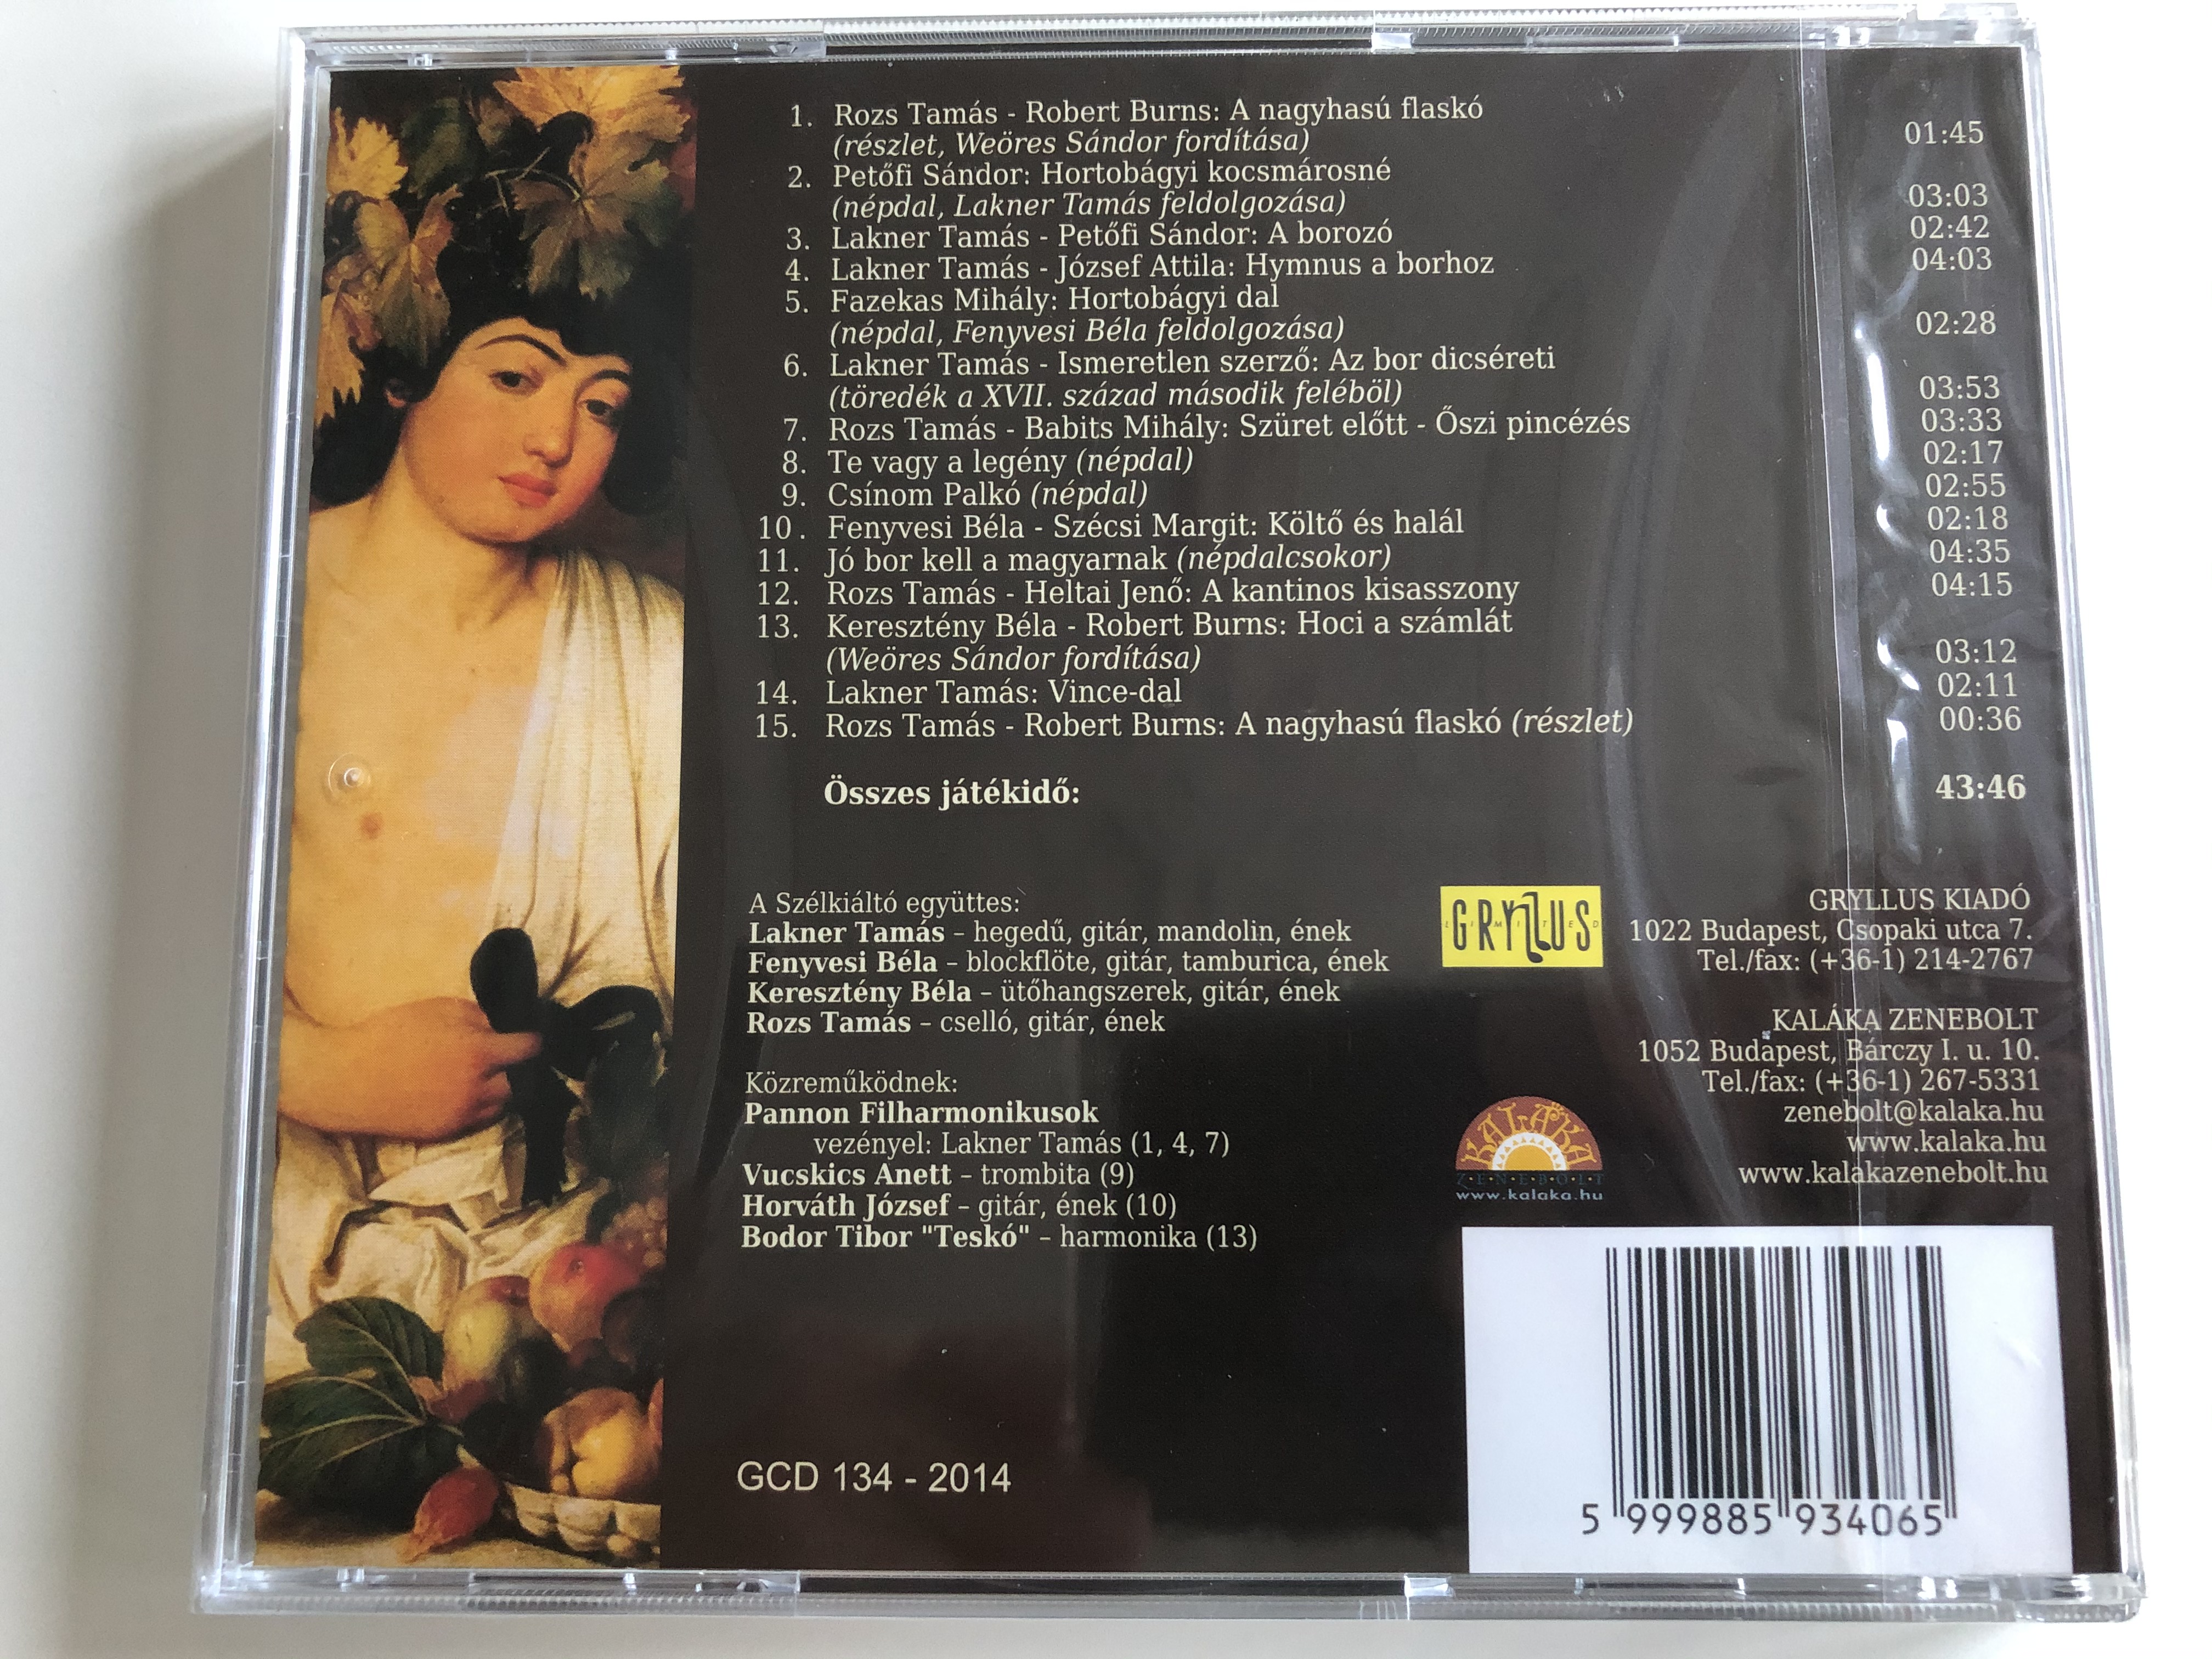 1. Rozs Tamás - Robert Burns: A nagyhasú flaskó
(részlet, Weöres Sándor fordítása) 01:45
2. Petőfi Sándor: Hortobágyi kocsmárosné
(népdal, Lakner Tamás feldolgozása) 03:03
3. Lakner Tamás - Petőfi Sándor: A borozó 02:42
4. Lakner Tamás - József Attila: Hymnus a borhoz 04:03
5. Fazekas Mihály: Hortobágyi dal
(népdal, Fenyvesi Béla feldolgozása) 02:28
6. Lakner Tamás - Ismeretlen szerző: Az bor dicséreti
(töredék a XVII. század második feléböl) 03:53
7. Rozs Tamás - Babits Mihály: Szüret előtt - Őszi pincézés 03:33
8. Te vagy a legény (népdal) 02:17
9. Csínom Palkó (népdal) 02:55
10. Fenyvesi Béla - Szécsi Margit: Költő és halál 02:18
11. Jó bor kell a magyarnak (népdalcsokor) 04:35
12. Rozs Tamás - Heltai Jenő: A kantinos kisasszony 04:15
13. Keresztény Béla - Robert Burns: Hoci a számlát
(Weöres Sándor fordítása) 03:12
14. Lakner Tamás: Vince-dal 02:11
15. Rozs Tamás - Robert Burns: A nagyhasú flaskó (részlet) 00:36
Összes játékidő: 43:46
A Szélkiáltó együttes:
Lakner Tamás – hegedű, gitár, mandolin, ének
Fenyvesi Béla – blockflöte, gitár, tamburica, ének
Keresztény Béla – ütőhangszerek, gitár, ének
Rozs Tamás – cselló, gitár, ének
Közreműködnek:
Pannon Filharmonikusok
vezényel: Lakner Tamás (1, 4, 7)
Vucskics Anett – trombita (9)
Horváth József – gitár, ének (10)
Bodor Tibor "Teskó" – harmonika (13)
GCD 134 - 2014
GRYLLUS
LIMITED
GRYLLUS KIADÓ
1022 Budapest, Csopaki utca 7.
Tel./fax: (+36-1) 214-2767
KALÁKA ZENEBOLT
1052 Budapest, Bárczy I. u. 10.
Tel./fax: (+36-1) 267-5331
zenebolt@kalaka.hu
www.kalaka.hu
www.kalakazenebolt.hu
KALÁKA
ZENEBOLT
www.kalaka.hu
5 999885 934065